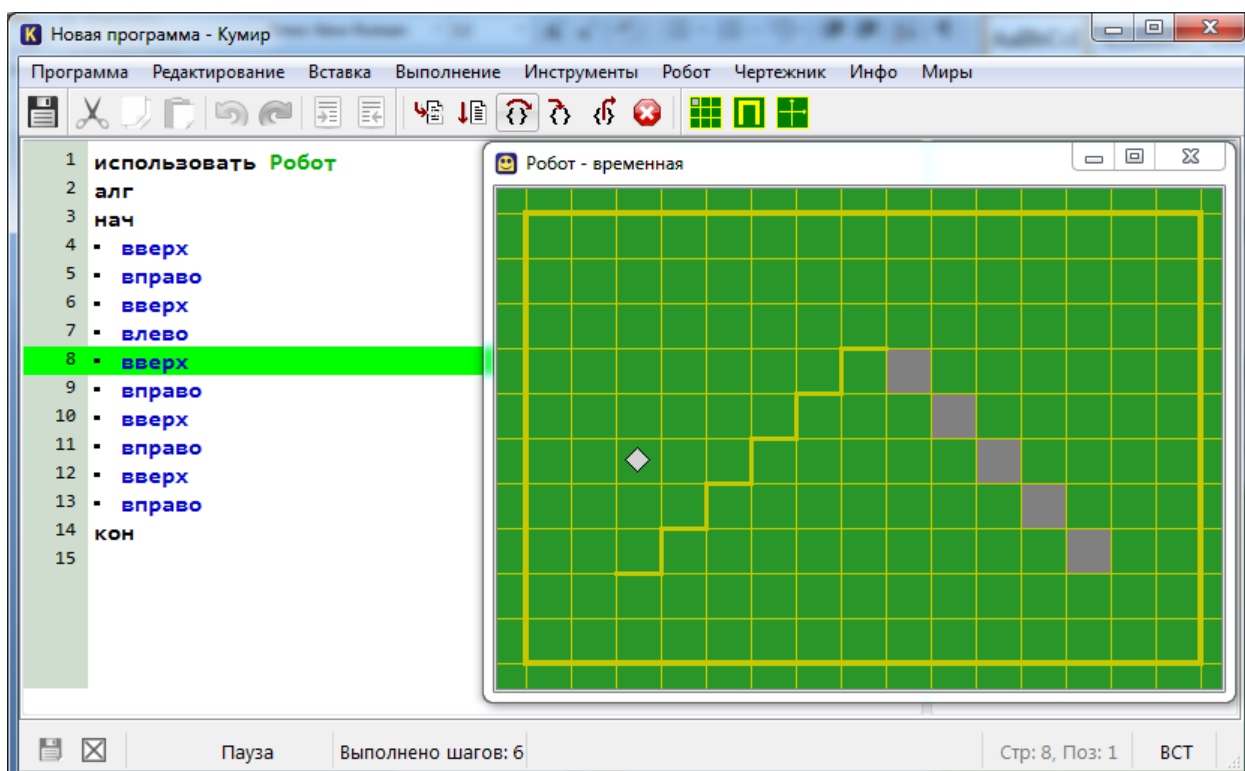 Новая программа - Кумир
Программа Редактирование Вставка Выполнение Инструменты Робот Чертежник Инфо Миры
1 использовать Робот
2 алг
3 нач
4 вверх
5 вправо
6 вверх
7 влево
8 вверх
9 вправо
10 вверх
11 вправо
12 вверх
13 вправо
14 кон
15
Робот - временная
Пауза Выполнено шагов: 6 Стр: 8, Поз: 1 ВСТ